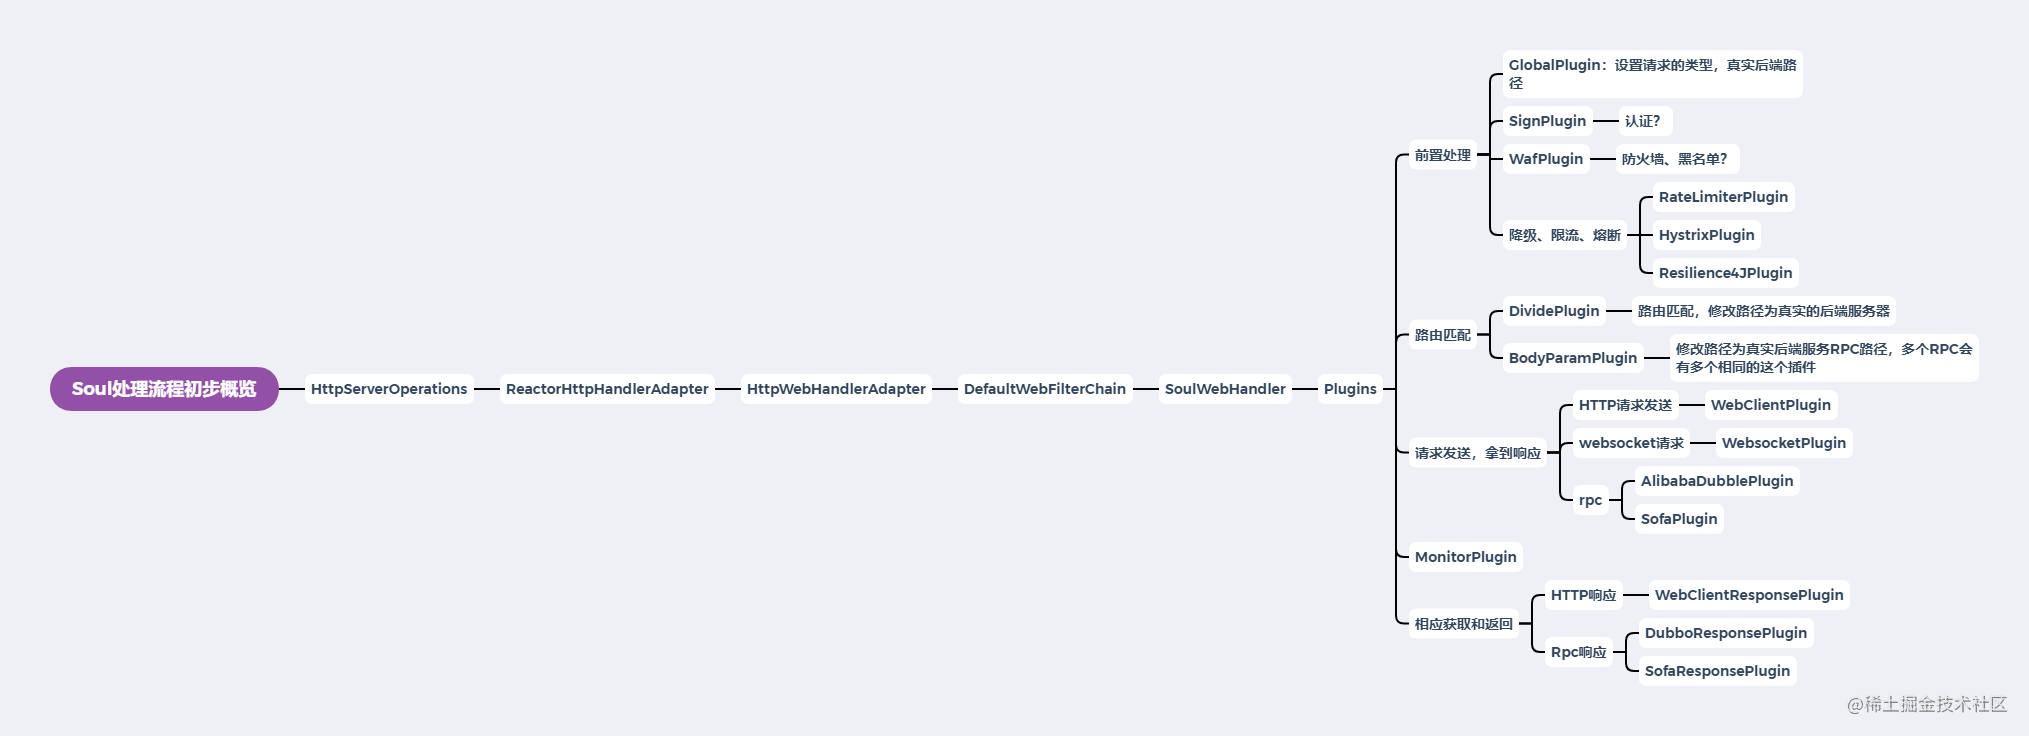 Soul处理流程初步概览
HttpServerOperations
ReactorHttpHandlerAdapter
HttpWebHandlerAdapter
DefaultWebFilterChain
SoulWebHandler
Plugins
前置处理
GlobalPlugin：设置请求的类型，真实后端路
径
SignPlugin
认证？
WafPlugin
防火墙、黑名单？
降级、限流、熔断
RateLimiterPlugin
HystrixPlugin
Resilience4JPlugin
路由匹配
DividePlugin
路由匹配，修改路径为真实的后端服务器
BodyParamPlugin
修改路径为真实后端服务RPC路径，多个RPC会
有多个相同的这个插件
请求发送，拿到响应
HTTP请求发送
WebClientPlugin
websocket请求
WebsocketPlugin
rpc
AlibabaDubblePlugin
SofaPlugin
MonitorPlugin
相应获取和返回
HTTP响应
WebClientResponsePlugin
Rpc响应
DubboResponsePlugin
SofaResponsePlugin
@稀土掘金技术社区